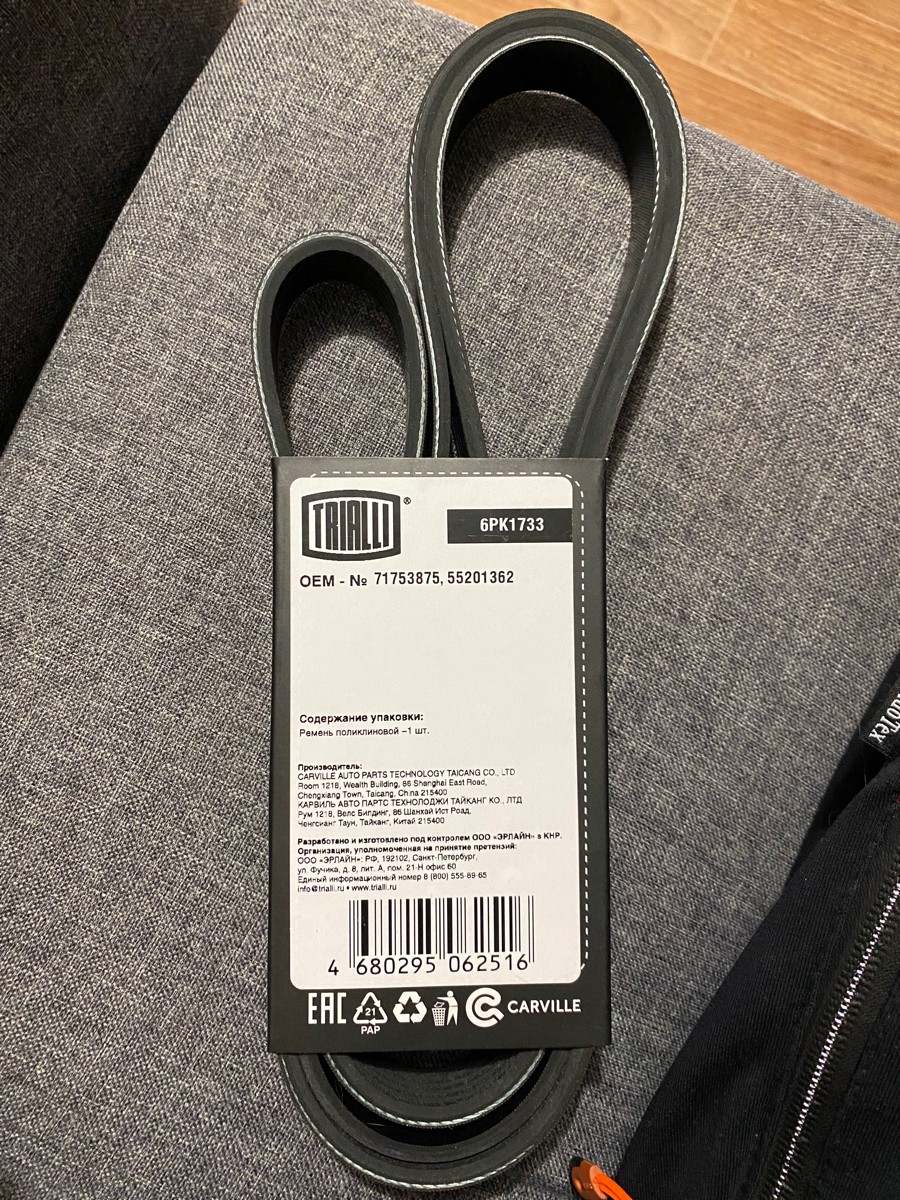 TRIALLI®
6PK1733
OEM - № 71753875, 55201362
Содержание упаковки:
Ремень поликлиновой –1 шт.
Производитель:
CARVILLE AUTO PARTS TECHNOLOGY TAICANG CO., LTD
Room 1218, Wealth Building, 86 Shanghai East Road,
Chengxiang Town, Taicang, China 215400
КАРВИЛЬ АВТО ПАРТС ТЕХНОЛОДЖИ ТАЙКАНГ КО., ЛТД
Рум 1218, Велс Билдинг, 86 Шанхай Ист Роад,
Ченгсианг Таун, Тайканг, Китай 215400
Разработано и изготовлено под контролем ООО «ЭРЛАЙН» в КНР.
Организация, уполномоченная на принятие претензий:
ООО «ЭРЛАЙН»: РФ, 192102, Санкт-Петербург,
ул. Фучика, д. 8, лит. А, пом. 21-Н офис 60
Единый информационный номер 8 (800) 555-89-65
info@trialli.ru • www.trialli.ru
4 680295 062516
EAC
21
PAP
CARVILLE